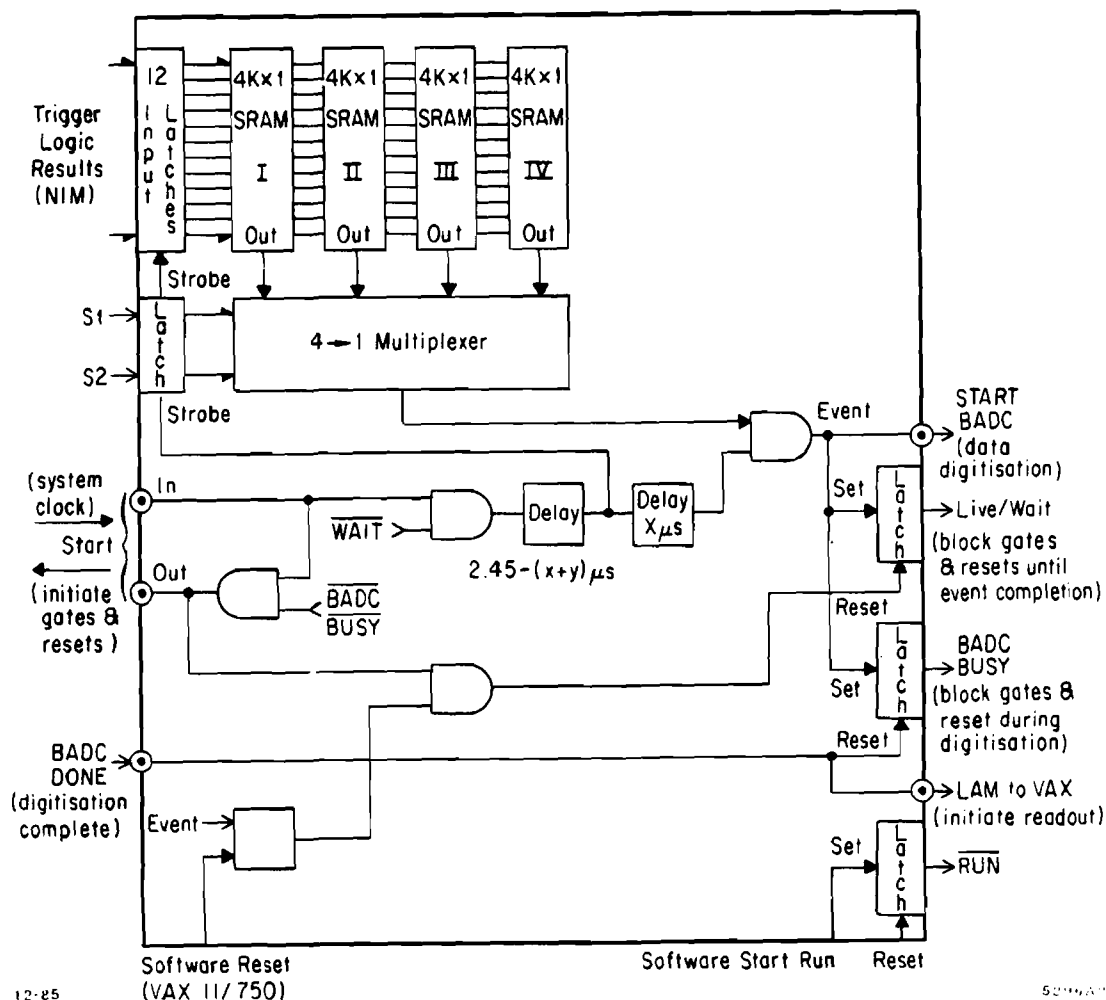 12
Input
Latches
4K×1
SRAM
I
Out
4K×1
SRAM
II
Out
4K×1
SRAM
III
Out
4K×1
SRAM
IV
Out
Trigger
Logic
Results
(NIM)
Strobe
S1
S2
Latch
4→1 Multiplexer
Strobe
Event
START
BADC
(data
digitisation)
(system
clock)
Start
In
Out
(initiate
gates &
resets)
WAIT
Delay
2.45-(x+y)μs
Delay
Xμs
BADC
BUSY
Set
Latch
Reset
Live/Wait
(block gates
& resets until
event completion)
Set
Latch
Reset
BADC
BUSY
(block gates &
reset during
digitisation)
BADC
DONE
(digitisation
complete)
LAM to VAX
(initiate readout)
Event
Set
Latch
RUN
Software Reset
(VAX 11/750)
Software Start Run
Reset
12-85